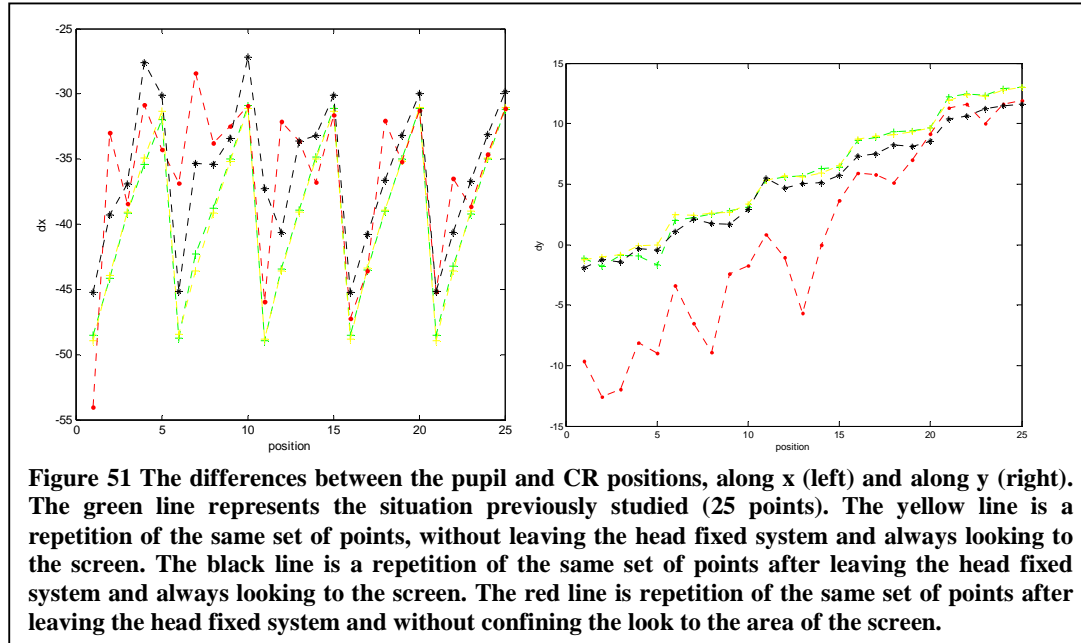 -25
-30
-35
-40
-45
-50
-55
dx
0 5 10 15 20 25
position
15
10
5
0
-5
-10
-15
dy
0 5 10 15 20 25
position
Figure 51 The differences between the pupil and CR positions, along x (left) and along y (right).
The green line represents the situation previously studied (25 points). The yellow line is a
repetition of the same set of points, without leaving the head fixed system and always looking to
the screen. The black line is a repetition of the same set of points after leaving the head fixed
system and always looking to the screen. The red line is repetition of the same set of points after
leaving the head fixed system and without confining the look to the area of the screen.